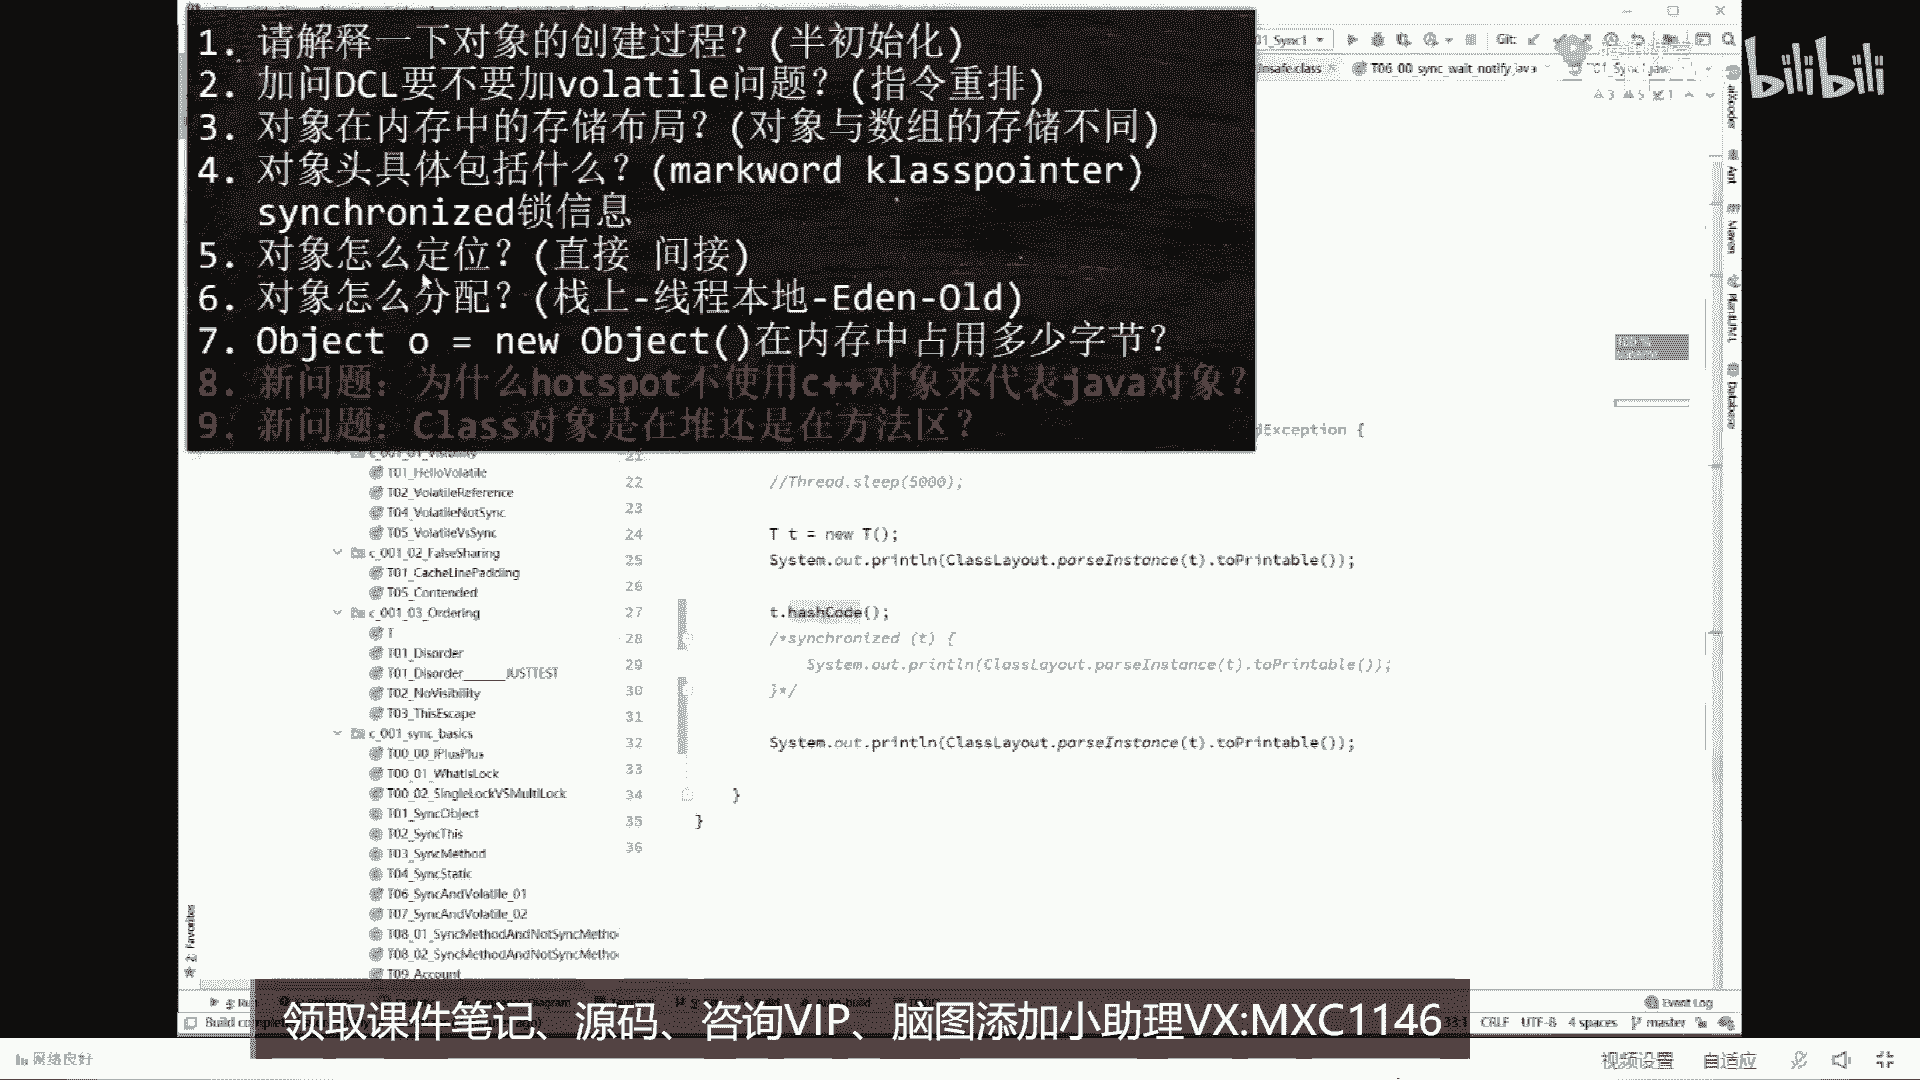 1. 请解释一下对象的创建过程？(半初始化)
2. 加问DCL要不要加volatile问题？(指令重排)
3. 对象在内存中的存储布局？(对象与数组的存储不同)
4. 对象头具体包括什么？(markword klasspointer)
synchronized锁信息
5. 对象怎么定位？(直接 间接)
6. 对象怎么分配？(栈上-线程本地-Eden-Old)
7. Object o = new Object()在内存中占用多少字节？
8. 新问题：为什么hotspot不使用c++对象来代表java对象？
9. 新问题：Class对象是在堆还是在方法区？
bilibili
Git:
T06_00_sync_wait_notify.java
Ant
Maven
PlantUML
Database
T01_HelloVolatile
T02_VolatileReference
T04_VolatileNotSync
T05_VolatileVsSync
c_001_02_FalseSharing
T01_CacheLinePadding
T05_Contended
c_001_03_Ordering
T
T01_Disorder
T01_Disorder______JUSTTEST
T02_NoVisibility
T03_ThisEscape
c_001_sync_basics
T00_00_IPlusPlus
T00_01_WhatIsLock
T00_02_SingleLockVSMultiLock
T01_SyncObject
T02_SyncThis
T03_SyncMethod
T04_SyncStatic
T06_SyncAndVolatile_01
T07_SyncAndVolatile_02
T08_01_SyncMethodAndNotSyncMetho
T08_02_SyncMethodAndNotSyncMetho
T09_Account
dException {
21
22 //Thread.sleep(5000);
23
24 T t = new T();
25 System.out.println(ClassLayout.parseInstance(t).toPrintable());
26
27 t.hashCode();
28 /*synchronized (t) {
29 System.out.println(ClassLayout.parseInstance(t).toPrintable());
30 }*/
31
32 System.out.println(ClassLayout.parseInstance(t).toPrintable());
33
34 }
35 }
36
2: Favorites
Event Log
领取课件笔记、源码、咨询VIP、脑图添加小助理VX:MXC1146
33:1 CRLF UTF-8 4 spaces master
网络良好
视频设置 自适应